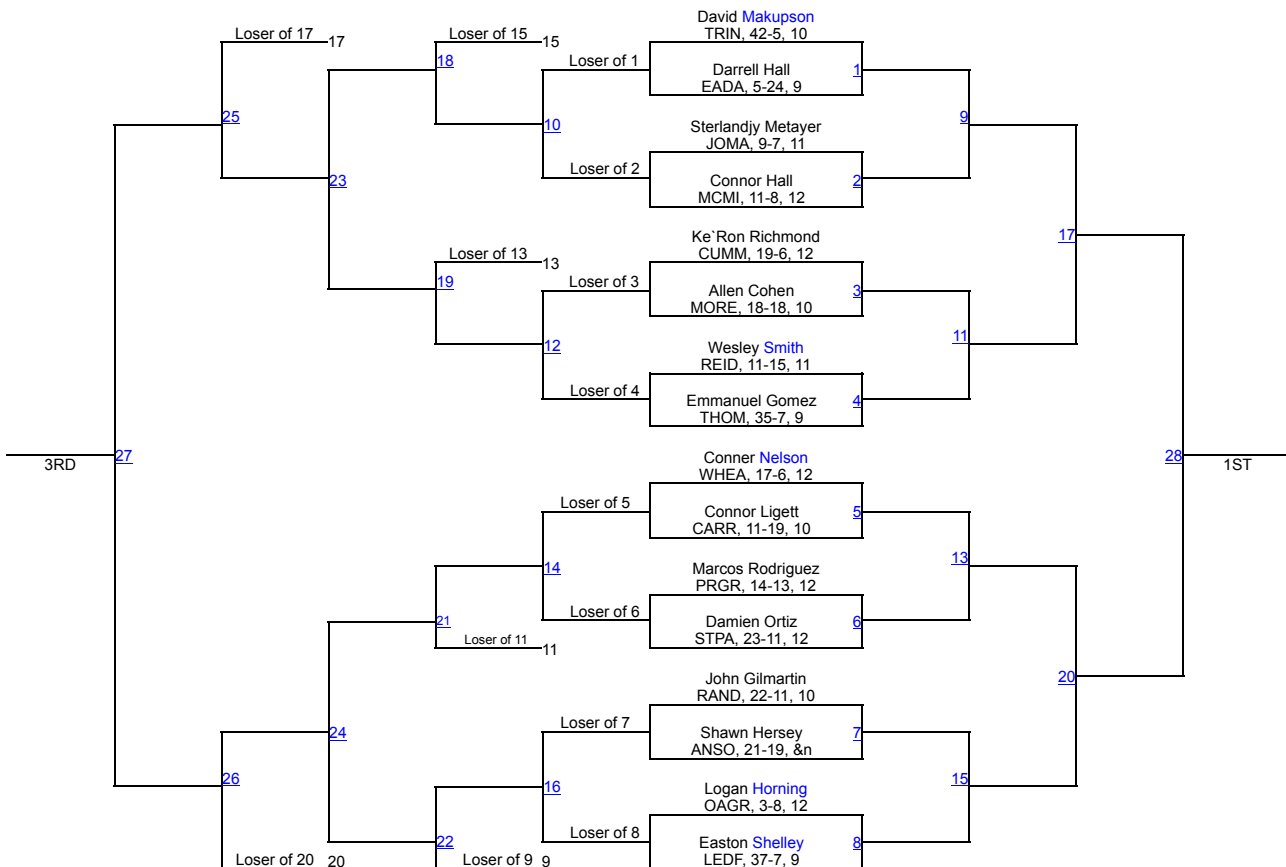 David Makupson
TRIN, 42-5, 10
Loser of 17
17
Loser of 15
15
18
Loser of 1
Darrell Hall
EADA, 5-24, 9
1
25
10
9
Sterlandjy Metayer
JOMA, 9-7, 11
Loser of 2
Connor Hall
MCMI, 11-8, 12
2
23
17
Ke`Ron Richmond
CUMM, 19-6, 12
Loser of 13
13
19
Loser of 3
Allen Cohen
MORE, 18-18, 10
3
12
11
Wesley Smith
REID, 11-15, 11
Loser of 4
Emmanuel Gomez
THOM, 35-7, 9
4
3RD
27
28
1ST
Conner Nelson
WHEA, 17-6, 12
Loser of 5
Connor Ligett
CARR, 11-19, 10
5
14
13
Marcos Rodriguez
PRGR, 14-13, 12
21
Loser of 6
Damien Ortiz
STPA, 23-11, 12
6
Loser of 11
11
20
John Gilmartin
RAND, 22-11, 10
24
Loser of 7
Shawn Hersey
ANSO, 21-19, &n
7
26
16
15
Logan Horning
OAGR, 3-8, 12
22
Loser of 8
Easton Shelley
LEDF, 37-7, 9
8
Loser of 20
20
Loser of 9
9